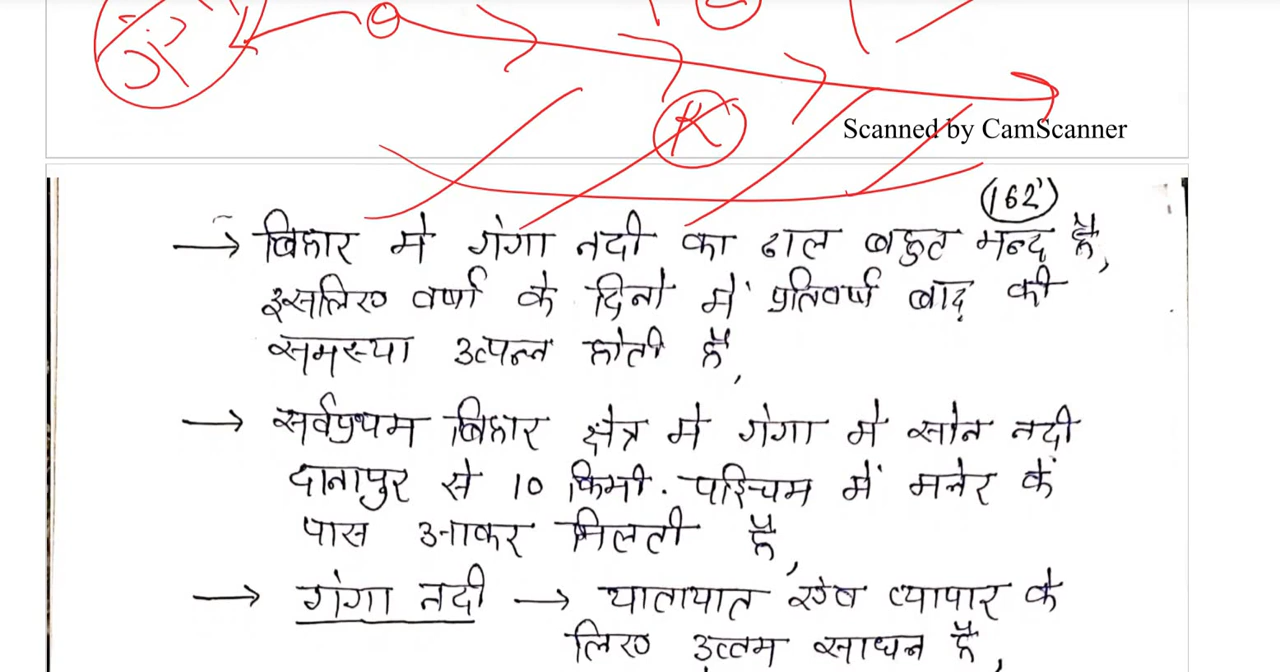 K
Scanned by CamScanner
162
→ बिहार में गंगा नदी का ढाल बहुत मन्द है,
इसलिए वर्षा के दिनो में प्रतिवर्ष बाढ़ की
समस्या उत्पन्न होती है,
→ सर्वप्रथम बिहार क्षेत्र में गंगा में सोन नदी
दानापुर से 10 किमी. पश्चिम में मनेर के
पास आकर मिलती है,
→ गंगा नदी → यातायात एंव व्यापार के
लिए उत्तम साधन है,